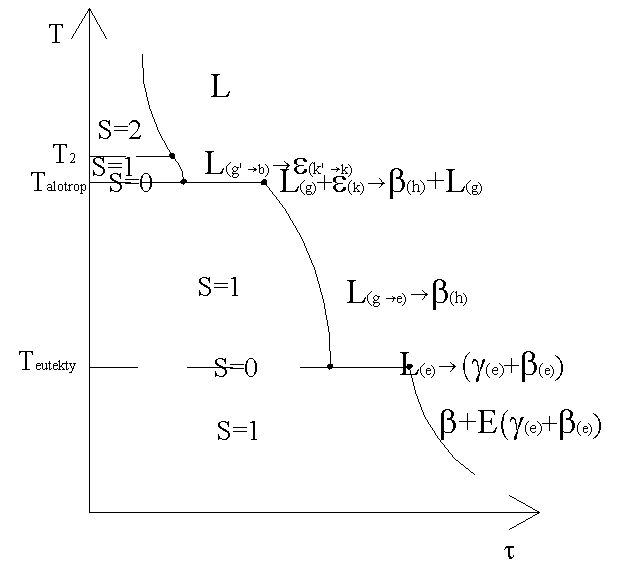 T
L
S=2
T2
S=1
L(g' →b)→ε(k' →k)
Talotrop
S=0
L(g)+ε(k)→β(h)+L(g)
S=1
L(g →e)→β(h)
Teutekty
S=0
L(e)→(γ(e)+β(e))
S=1
β+E(γ(e)+β(e))
τ